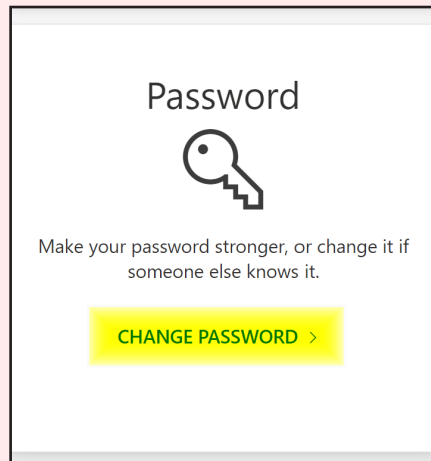 Password
Make your password stronger, or change it if
someone else knows it.
CHANGE PASSWORD >